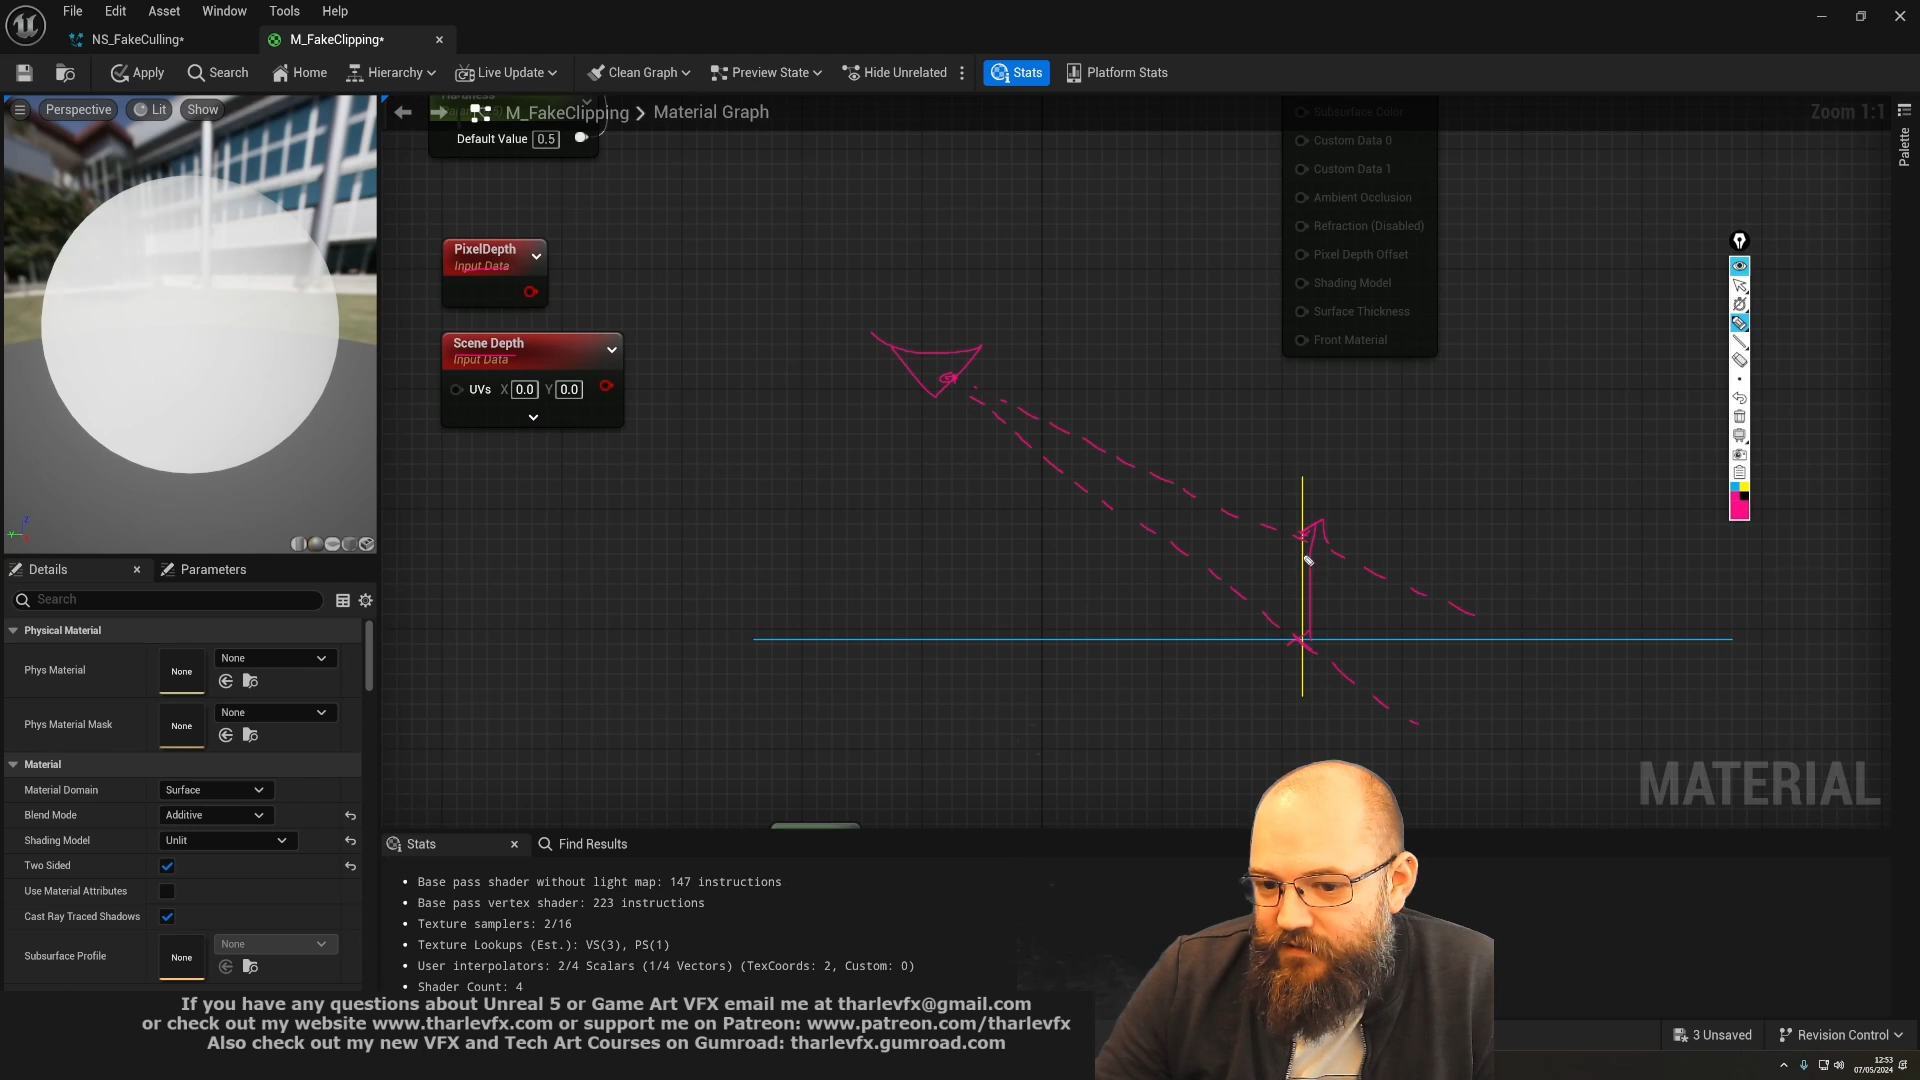 File Edit Asset Window Tools Help
NS_FakeCulling*
M_FakeClipping*
Apply Search Home Hierarchy Live Update Clean Graph Preview State Hide Unrelated Stats Platform Stats
Perspective Lit Show
M_FakeClipping > Material Graph
Zoom 1:1
Palette
Default Value 0.5
Subsurface Color
Custom Data 0
Custom Data 1
Ambient Occlusion
Refraction (Disabled)
Pixel Depth Offset
Shading Model
Surface Thickness
Front Material
PixelDepth
Input Data
Scene Depth
Input Data
UVs X 0.0 Y 0.0
MATERIAL
Details Parameters
Search
Physical Material
Phys Material None None
Phys Material Mask None None
Material
Material Domain Surface
Blend Mode Additive
Shading Model Unlit
Two Sided
Use Material Attributes
Cast Ray Traced Shadows
Subsurface Profile None None
Stats Find Results
• Base pass shader without light map: 147 instructions
• Base pass vertex shader: 223 instructions
• Texture samplers: 2/16
• Texture Lookups (Est.): VS(3), PS(1)
• User interpolators: 2/4 Scalars (1/4 Vectors) (TexCoords: 2, Custom: 0)
• Shader Count: 4
If you have any questions about Unreal 5 or Game Art VFX email me at tharlevfx@gmail.com
or check out my website www.tharlevfx.com or support me on Patreon: www.patreon.com/tharlevfx
Also check out my new VFX and Tech Art Courses on Gumroad: tharlevfx.gumroad.com
3 Unsaved Revision Control
12:53
07/05/2024